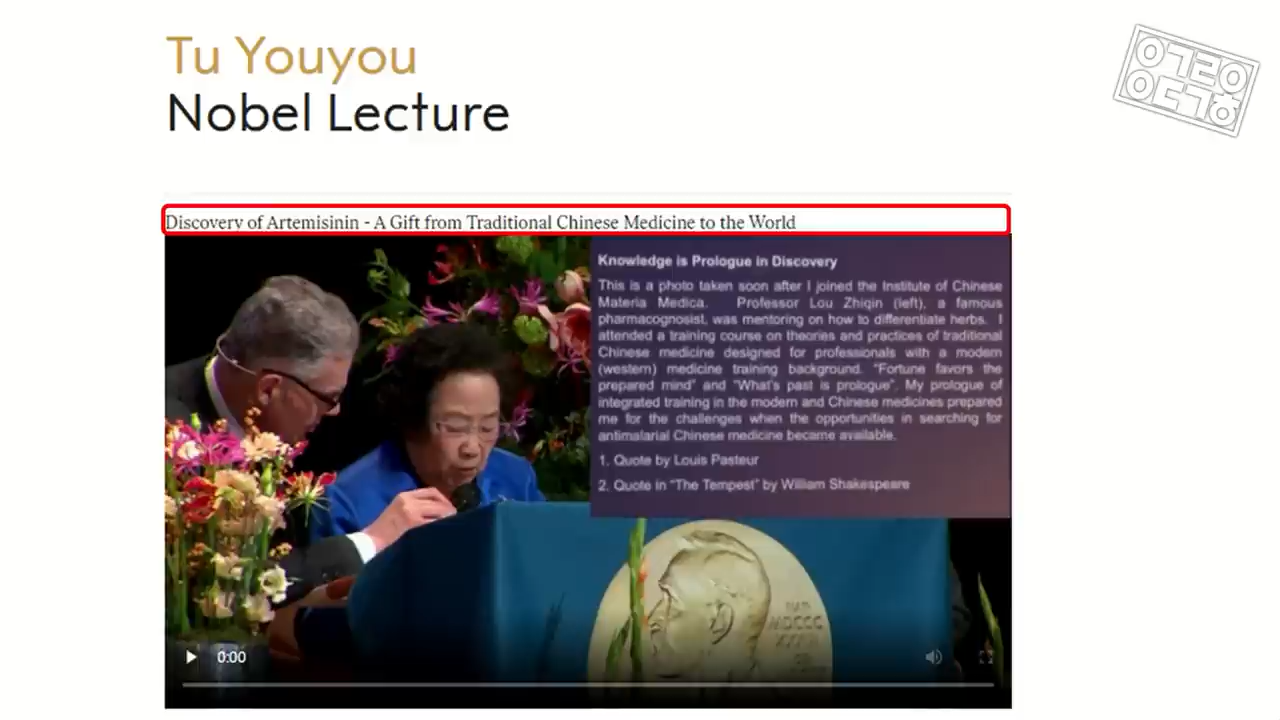 Tu Youyou
Nobel Lecture
Discovery of Artemisinin - A Gift from Traditional Chinese Medicine to the World
Knowledge is Prologue in Discovery
This is a photo taken soon after I joined the Institute of Chinese
Materia Medica. Professor Lou Zhiqin (left), a famous
pharmacognosist, was mentoring on how to differentiate herbs. I
attended a training course on theories and practices of traditional
Chinese medicine designed for professionals with a modern
(western) medicine training background. "Fortune favors the
prepared mind" and "What's past is prologue". My prologue of
integrated training in the modern and Chinese medicines prepared
me for the challenges when the opportunities in searching for
antimalarial Chinese medicine became available.
1. Quote by Louis Pasteur
2. Quote in "The Tempest" by William Shakespeare
MDCCC
0:00